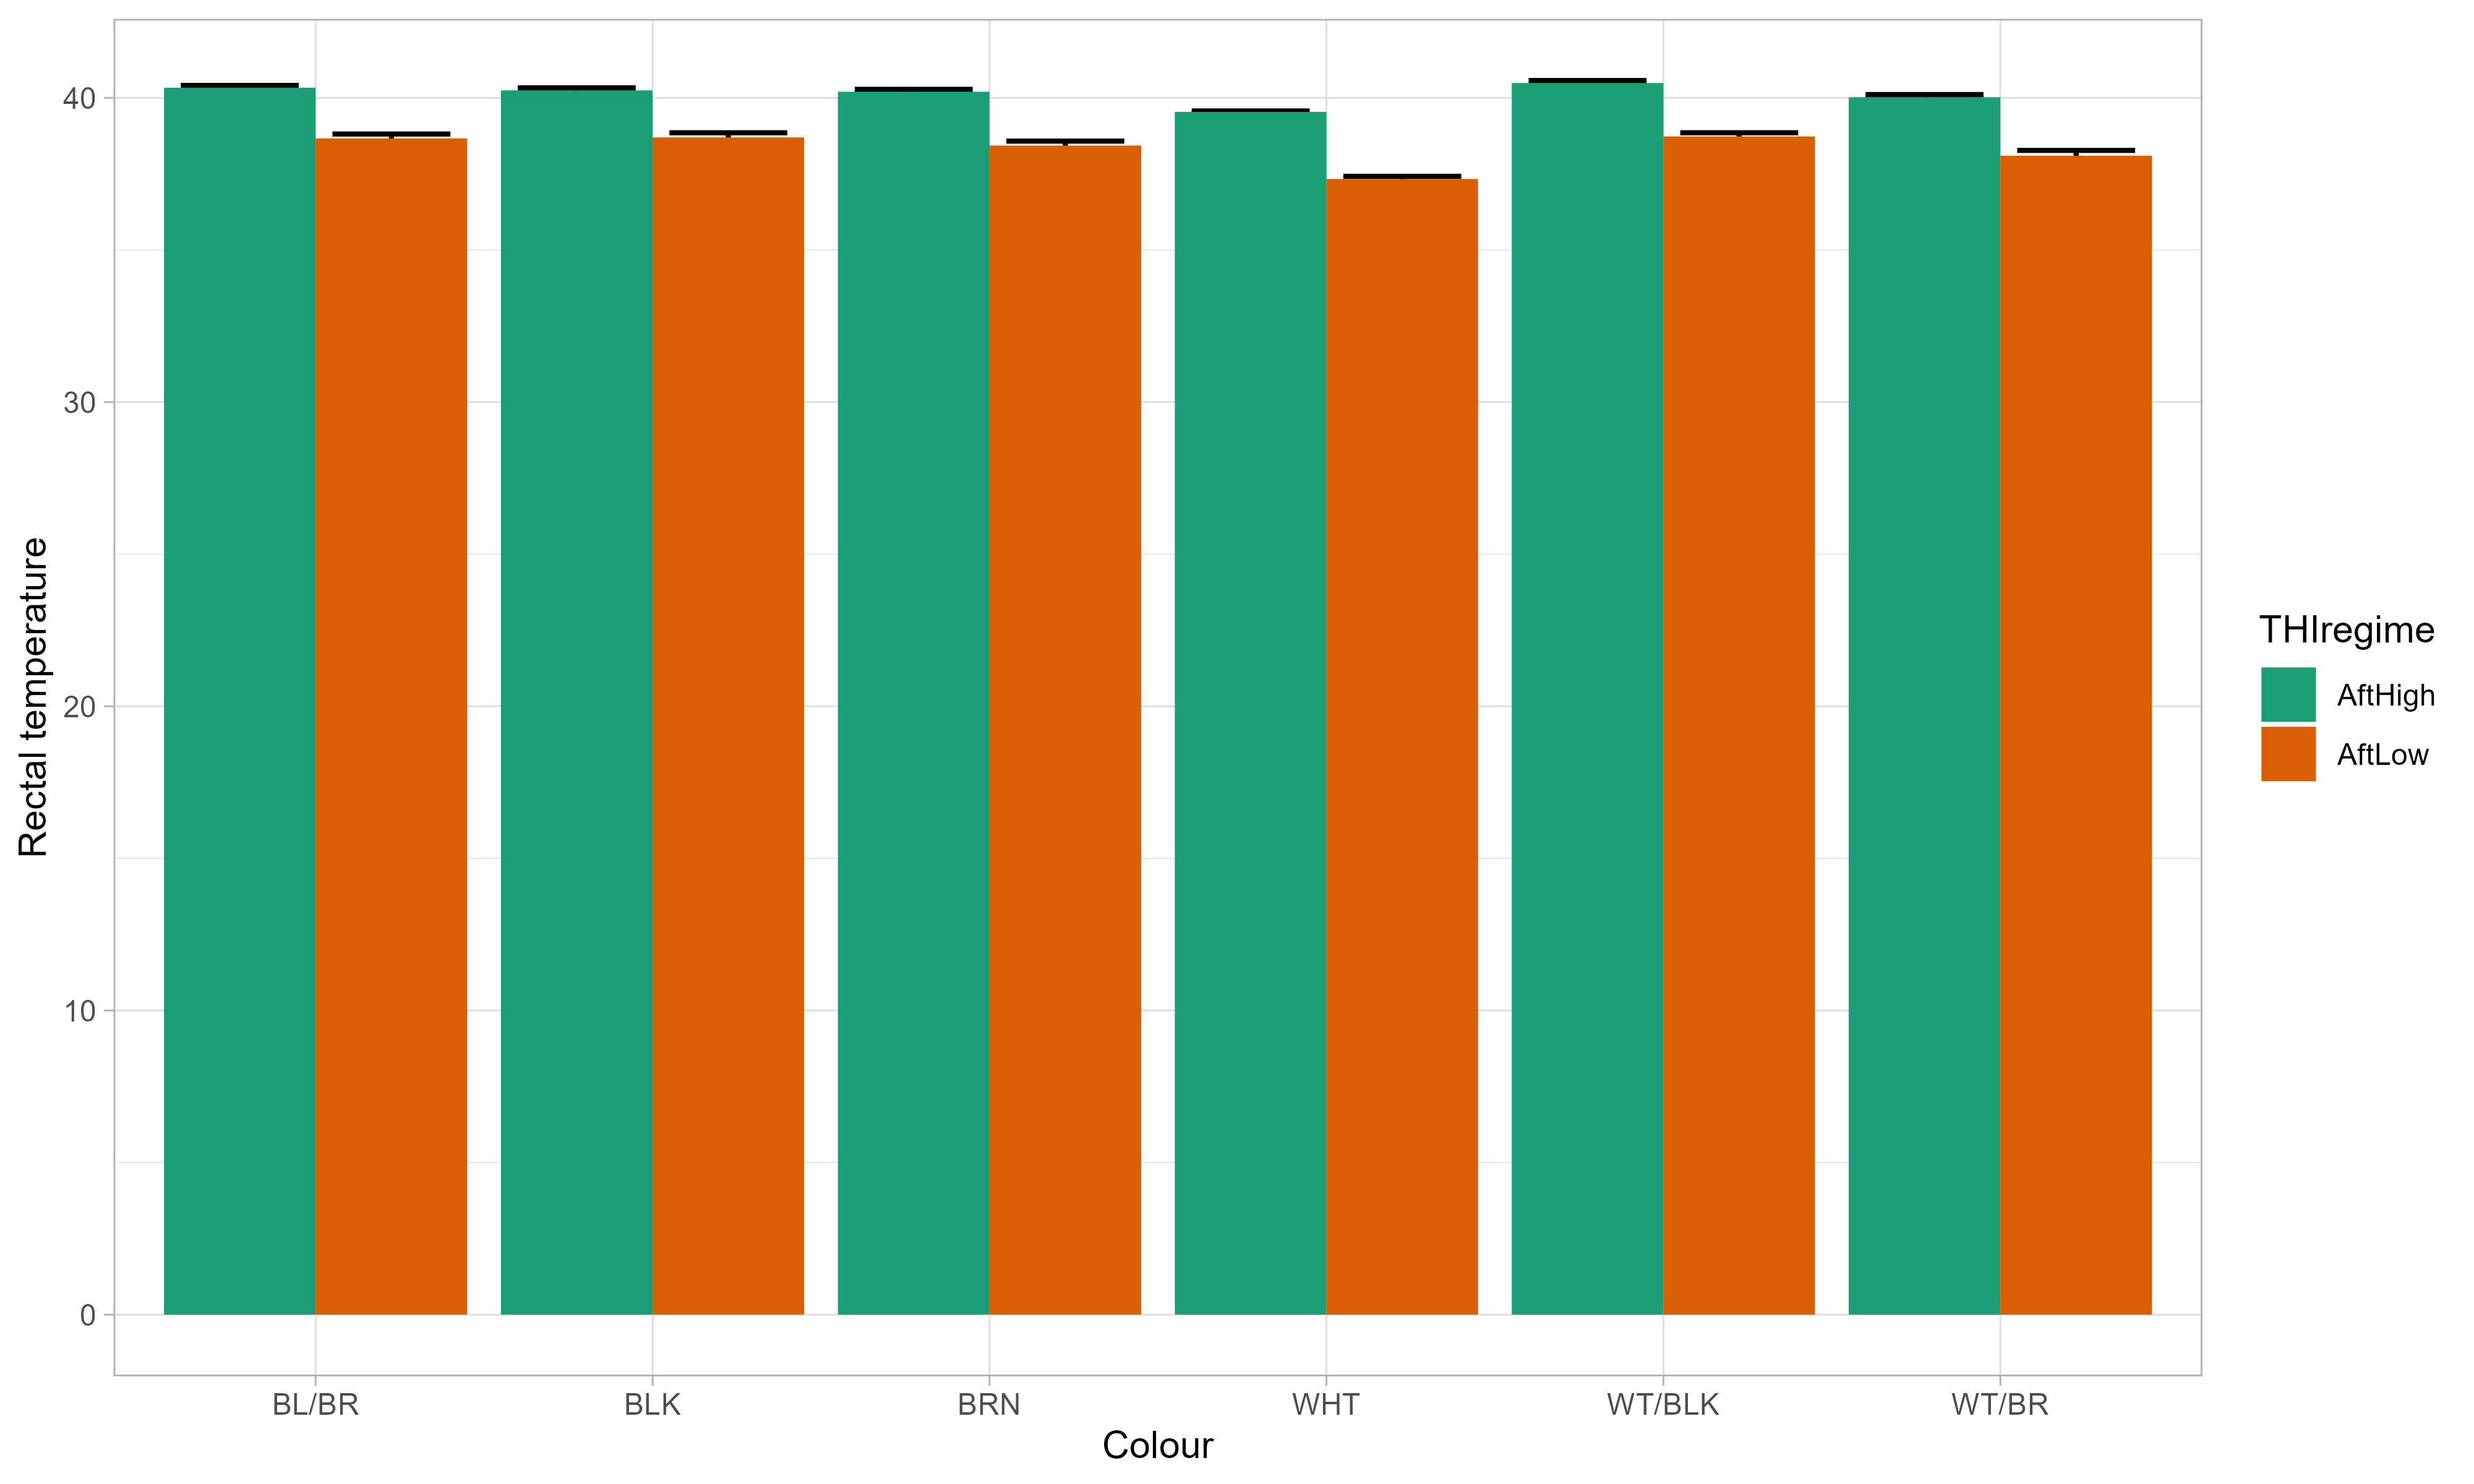 40
30
20
10
0
Rectal temperature
BL/BR BLK BRN WHT WT/BLK WT/BR
Colour
THIregime
AftHigh
AftLow